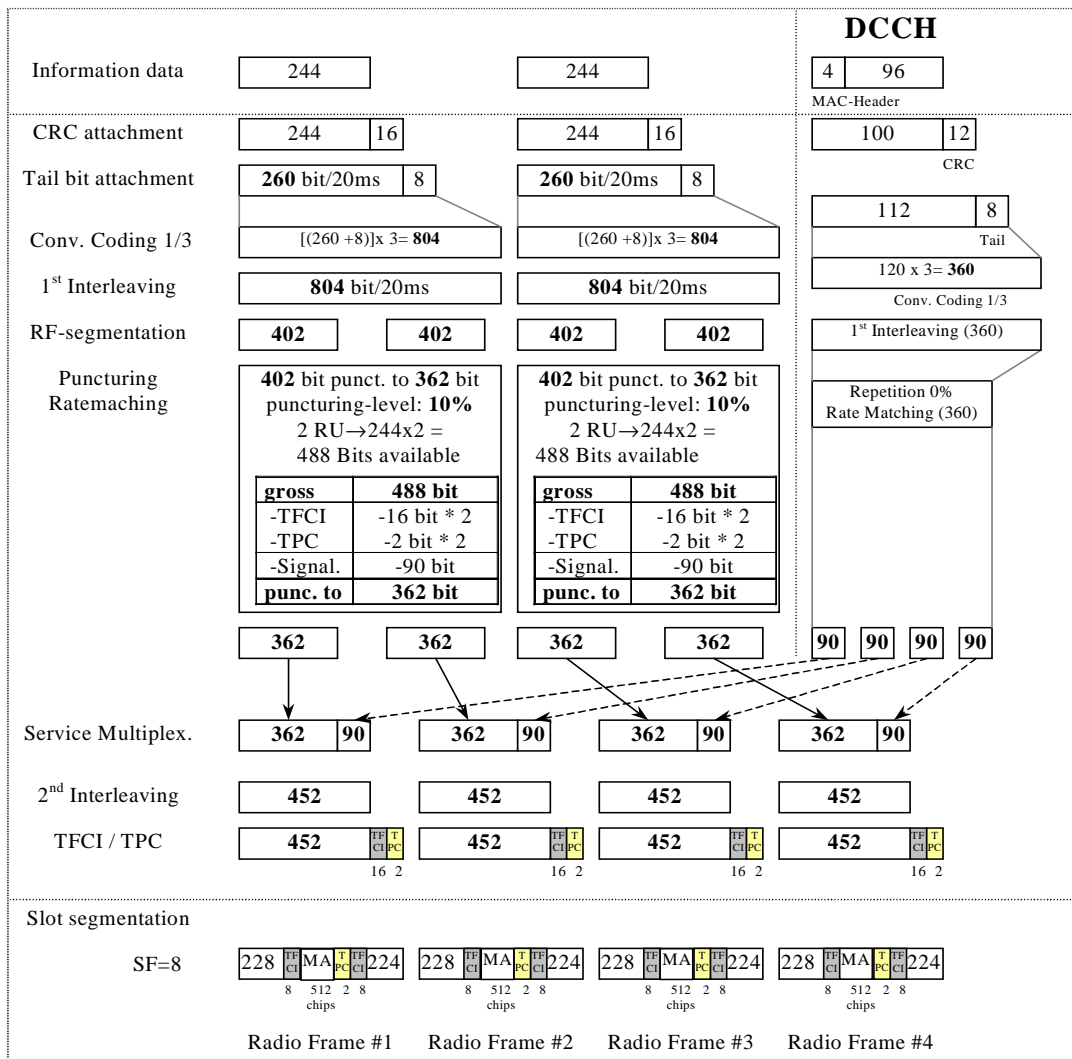 DCCH
Information data 244 244 4 96
MAC-Header
CRC attachment 244 16 244 16 100 12
CRC
Tail bit attachment 260 bit/20ms 8 260 bit/20ms 8
112 8
Tail
Conv. Coding 1/3 [(260 +8)]x 3= 804 [(260 +8)]x 3= 804
120 x 3= 360
Conv. Coding 1/3
1st Interleaving 804 bit/20ms 804 bit/20ms
RF-segmentation 402 402 402 402 1st Interleaving (360)
Puncturing
Ratemaching
402 bit punct. to 362 bit
puncturing-level: 10%
2 RU→244x2 =
488 Bits available
gross 488 bit
-TFCI -16 bit * 2
-TPC -2 bit * 2
-Signal. -90 bit
punc. to 362 bit
402 bit punct. to 362 bit
puncturing-level: 10%
2 RU→244x2 =
488 Bits available
gross 488 bit
-TFCI -16 bit * 2
-TPC -2 bit * 2
-Signal. -90 bit
punc. to 362 bit
Repetition 0%
Rate Matching (360)
362 362 362 362 90 90 90 90
Service Multiplex. 362 90 362 90 362 90 362 90
2nd Interleaving 452 452 452 452
TFCI / TPC 452 TF CI T PC 452 TF CI T PC 452 TF CI T PC 452 TF CI T PC
16 2 16 2 16 2 16 2
Slot segmentation
SF=8 228 TF CI MA T PC TF CI 224 228 TF CI MA T PC TF CI 224 228 TF CI MA T PC TF CI 224 228 TF CI MA T PC TF CI 224
8 512 2 8 8 512 2 8 8 512 2 8 8 512 2 8
chips chips chips chips
Radio Frame #1 Radio Frame #2 Radio Frame #3 Radio Frame #4